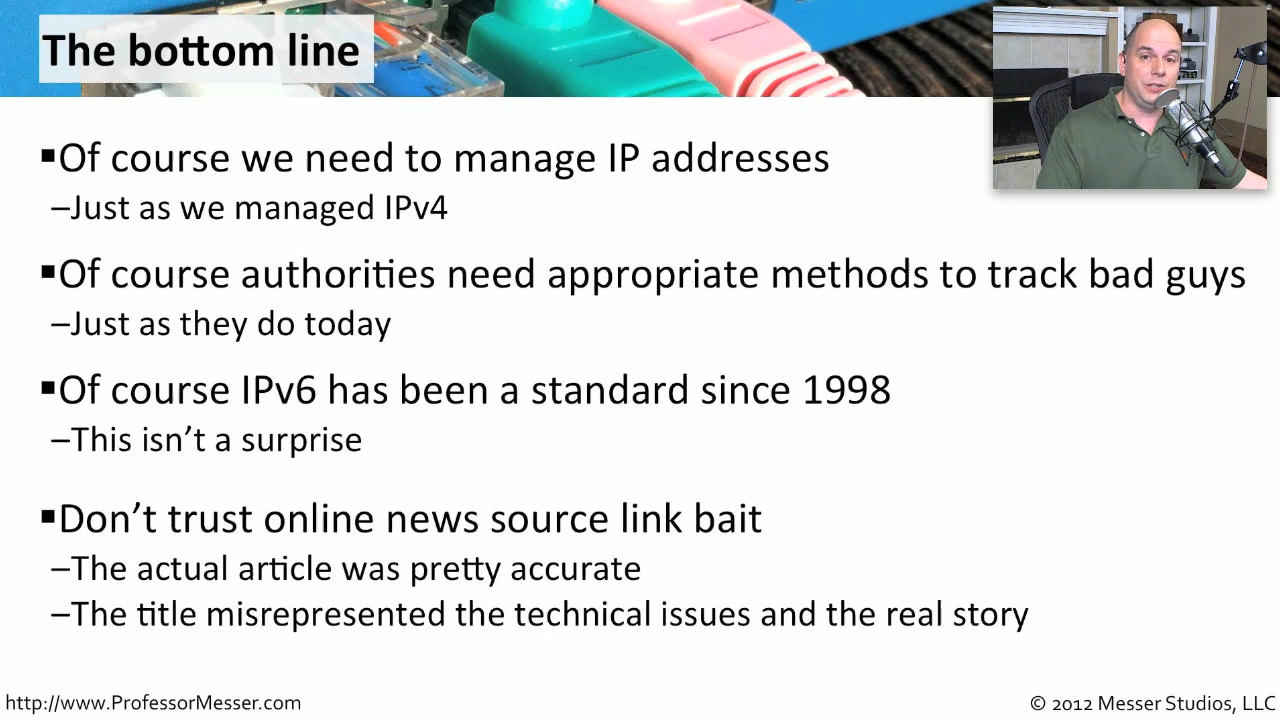 The bottom line
▪Of course we need to manage IP addresses
–Just as we managed IPv4
▪Of course authorities need appropriate methods to track bad guys
–Just as they do today
▪Of course IPv6 has been a standard since 1998
–This isn’t a surprise
▪Don’t trust online news source link bait
–The actual article was pretty accurate
–The title misrepresented the technical issues and the real story
http://www.ProfessorMesser.com
© 2012 Messer Studios, LLC